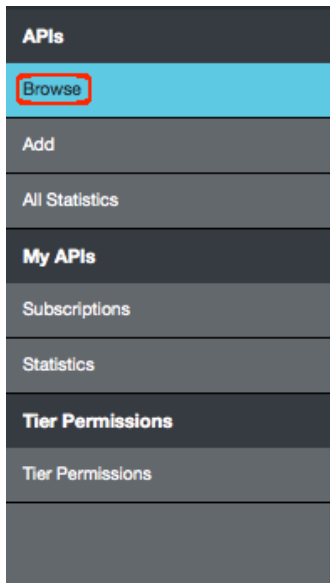 APIs
Browse
Add
All Statistics
My APIs
Subscriptions
Statistics
Tier Permissions
Tier Permissions